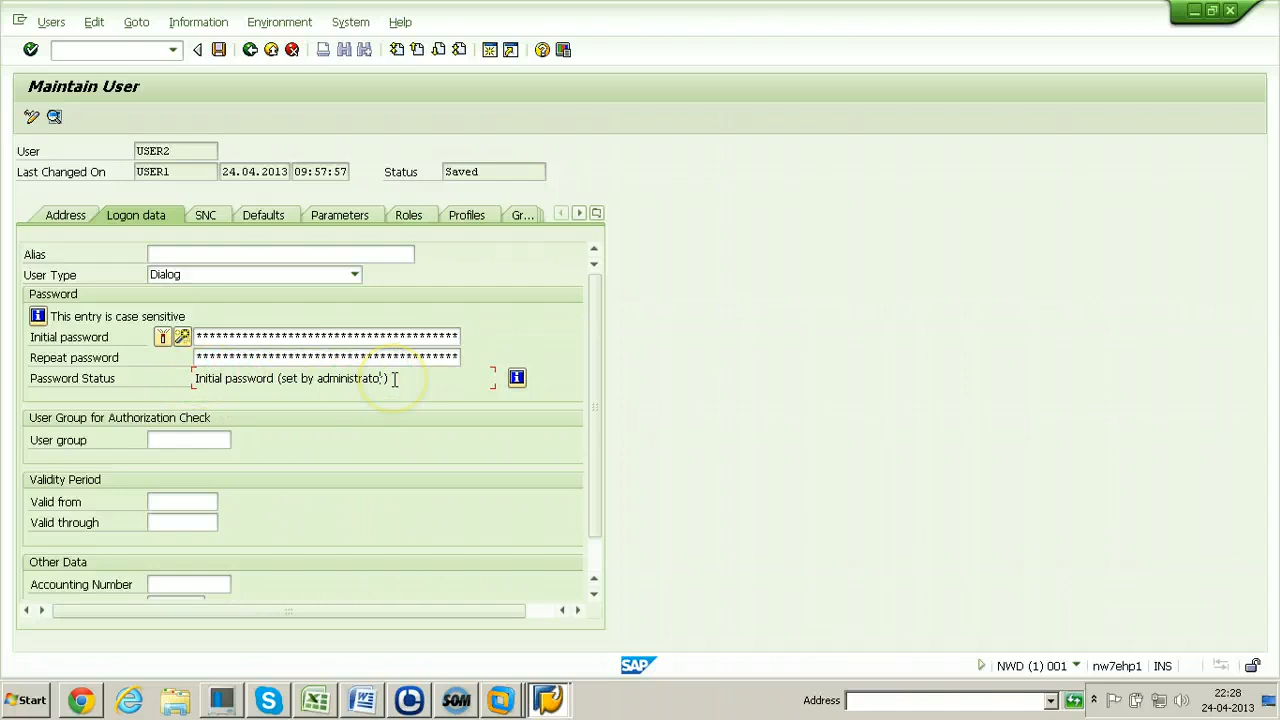 Users Edit Goto Information Environment System Help
Maintain User
User USER2
Last Changed On USER1 24.04.2013 09:57:57 Status Saved
Address Logon data SNC Defaults Parameters Roles Profiles Gr...
Alias
User Type Dialog
Password
This entry is case sensitive
Initial password ****************************************
Repeat password ****************************************
Password Status Initial password (set by administrator)
User Group for Authorization Check
User group
Validity Period
Valid from
Valid through
Other Data
Accounting Number
SAP NWD (1) 001 nw7ehp1 INS
Start SOM Address 22:28
24-04-2013